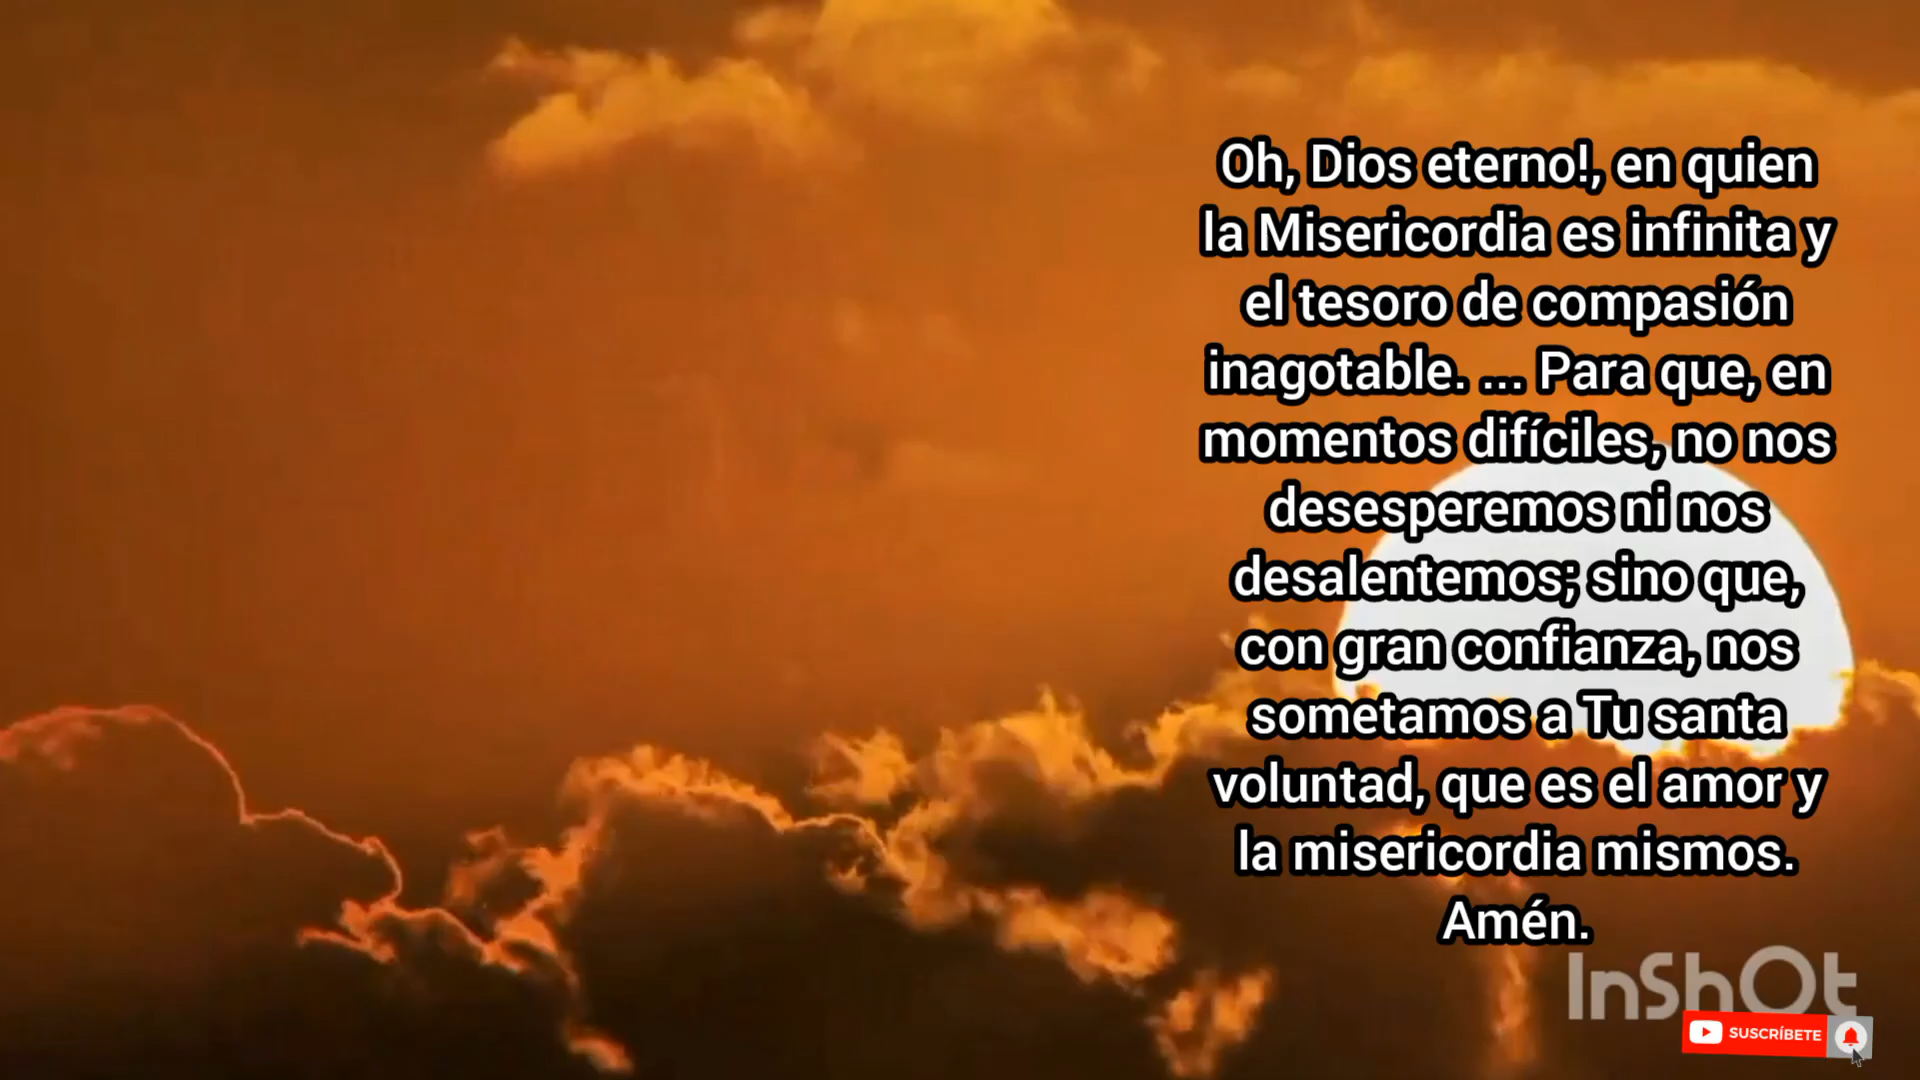 Oh, Dios eterno!, en quien
la Misericordia es infinita y
el tesoro de compasión
inagotable. ... Para que, en
momentos difíciles, no nos
desesperemos ni nos
desalentemos; sino que,
con gran confianza, nos
sometamos a Tu santa
voluntad, que es el amor y
la misericordia mismos.
Amén.
InShOt
SUSCRÍBETE